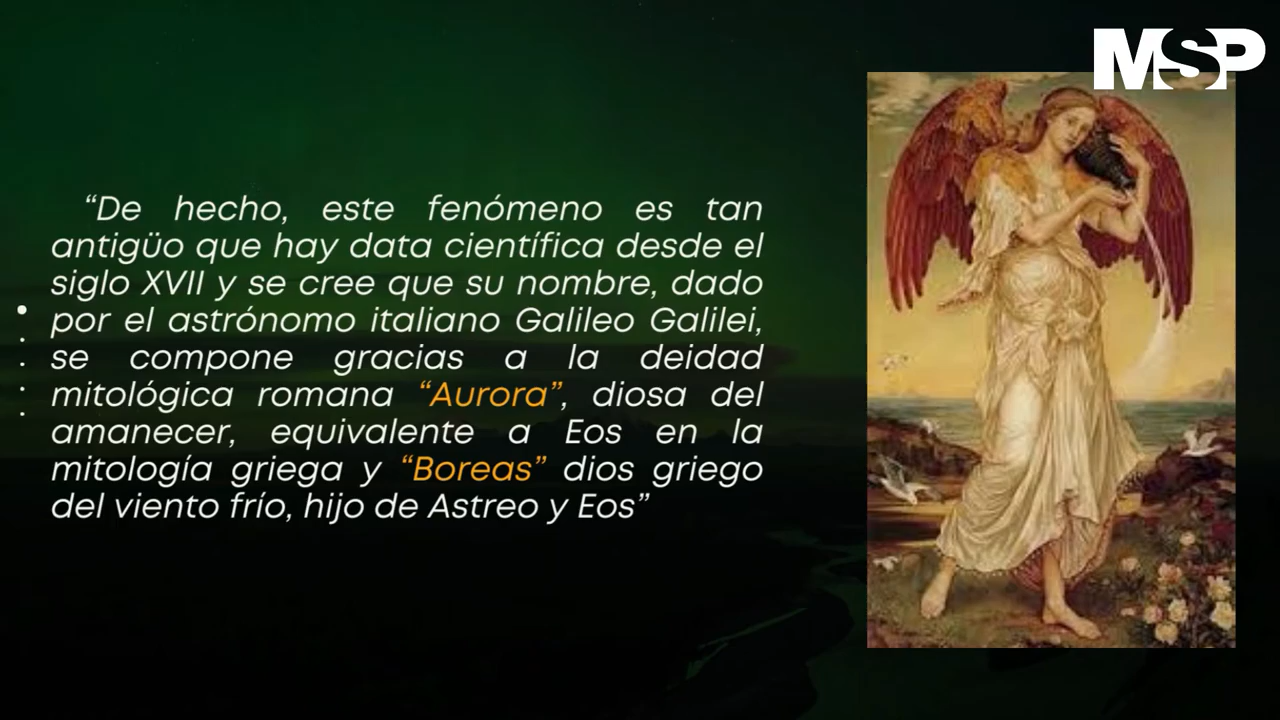 MSP
“De hecho, este fenómeno es tan
antigüo que hay data científica desde el
siglo XVII y se cree que su nombre, dado
por el astrónomo italiano Galileo Galilei,
se compone gracias a la deidad
mitológica romana “Aurora”, diosa del
amanecer, equivalente a Eos en la
mitología griega y “Boreas” dios griego
del viento frío, hijo de Astreo y Eos”